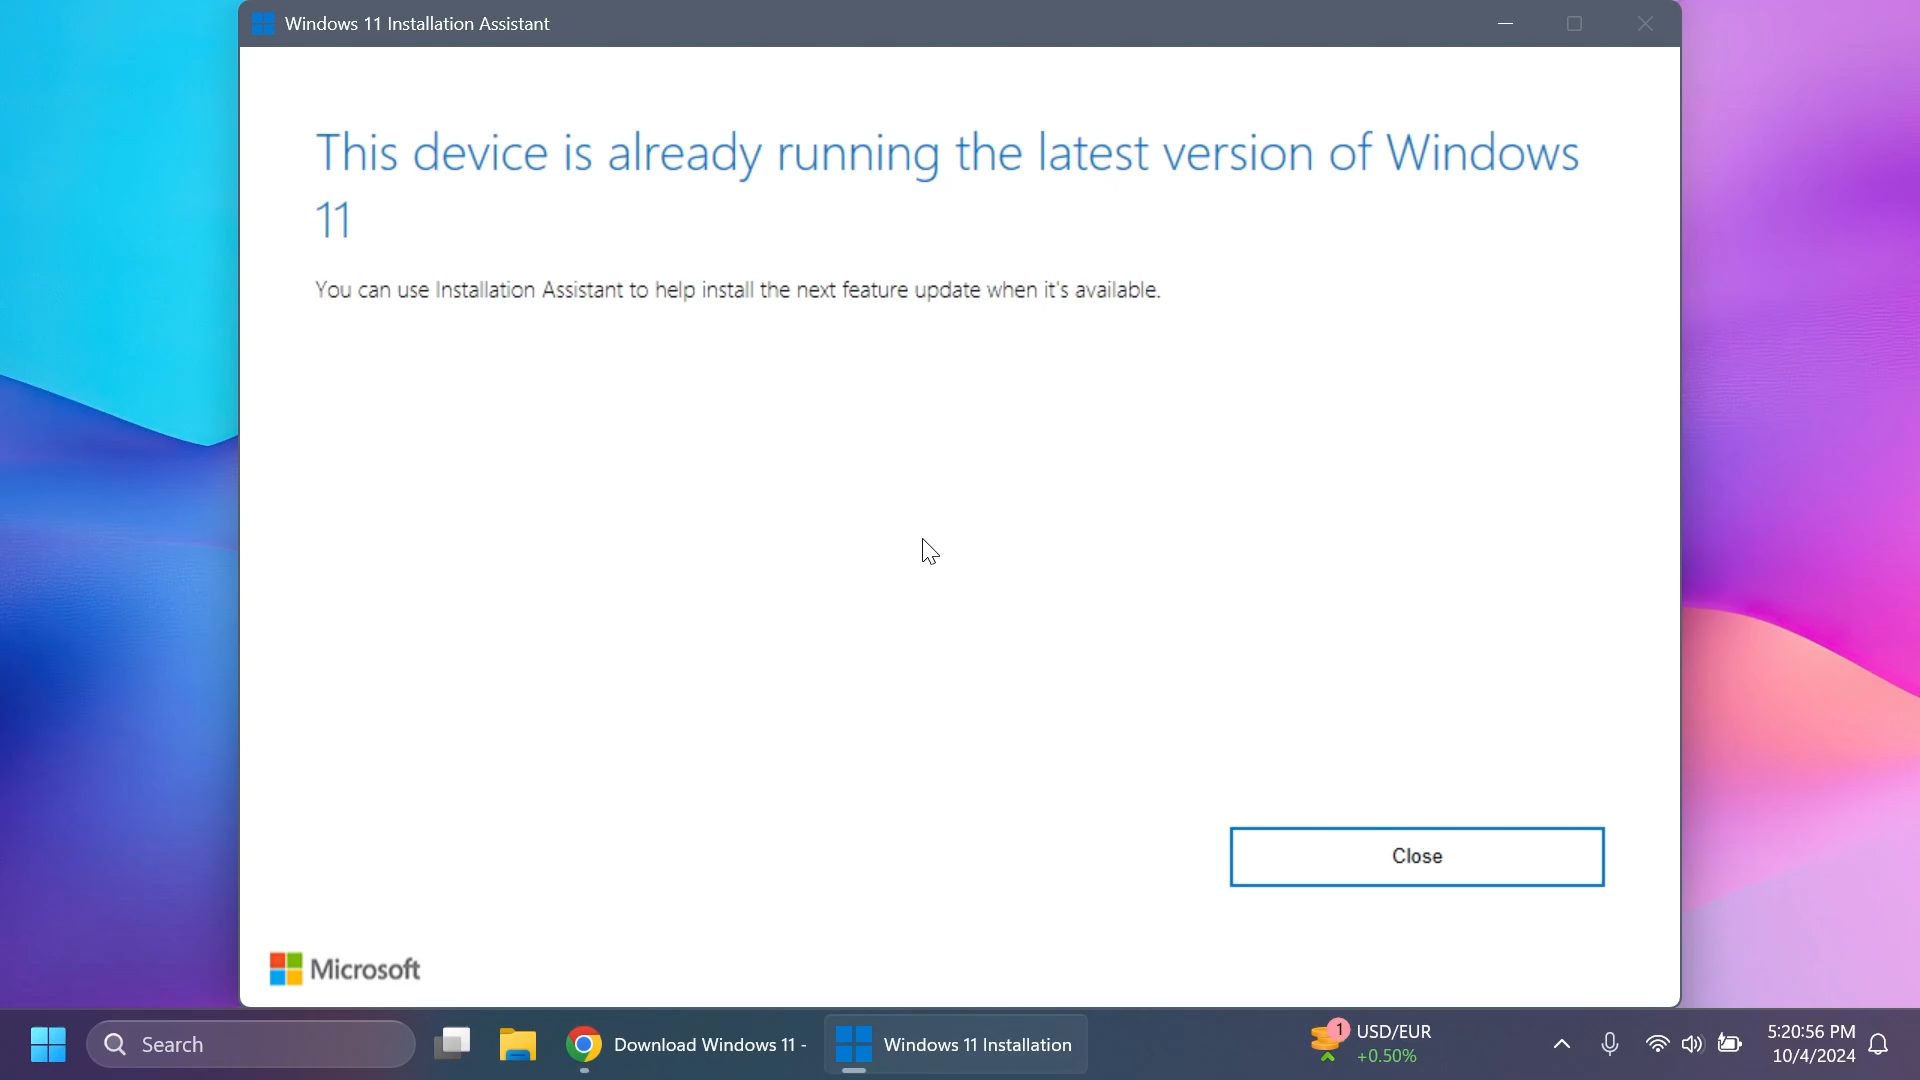 Windows 11 Installation Assistant
This device is already running the latest version of Windows
11
You can use Installation Assistant to help install the next feature update when it's available.
Close
Microsoft
Search
Download Windows 11 -
Windows 11 Installation
1
USD/EUR
+0.50%
5:20:56 PM
10/4/2024